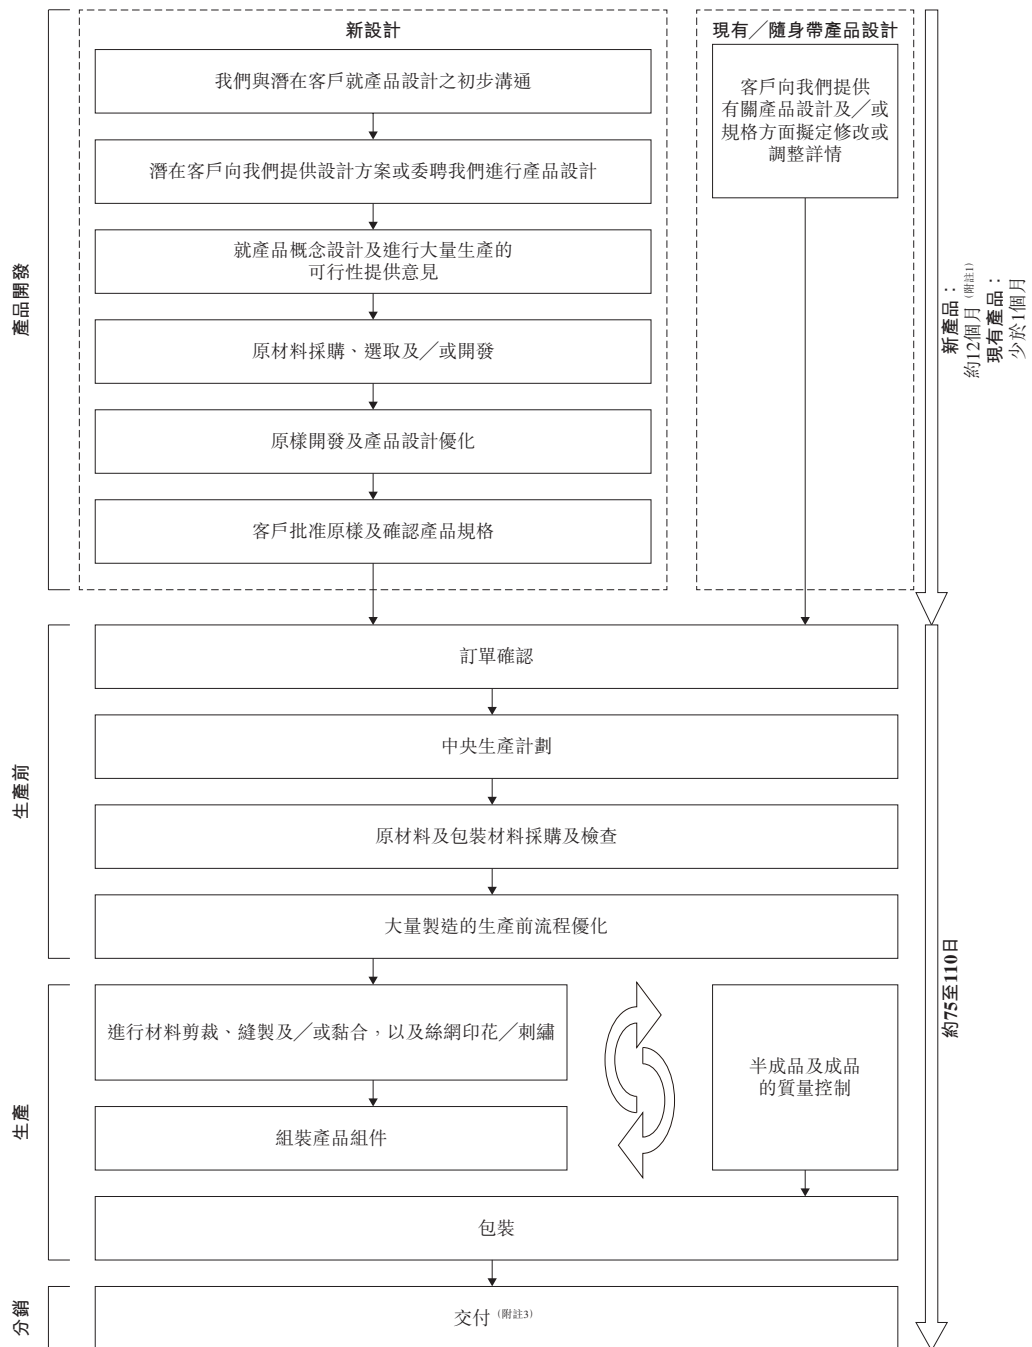 新設計
現有／隨身帶產品設計
我們與潛在客戶就產品設計之初步溝通
客戶向我們提供
有關產品設計及／或
規格方面擬定修改或
調整詳情
潛在客戶向我們提供設計方案或委聘我們進行產品設計
就產品概念設計及進行大量生產的
可行性提供意見
原材料採購、選取及／或開發
原樣開發及產品設計優化
客戶批准原樣及確認產品規格
產品開發
新產品：
約12個月（附註1）
現有產品：
少於1個月
訂單確認
中央生產計劃
原材料及包裝材料採購及檢查
大量製造的生產前流程優化
生產前
進行材料剪裁、縫製及／或黏合，以及絲網印花／刺繡
組裝產品組件
半成品及成品
的質量控制
包裝
生產
約75至110日
交付（附註3）
分銷